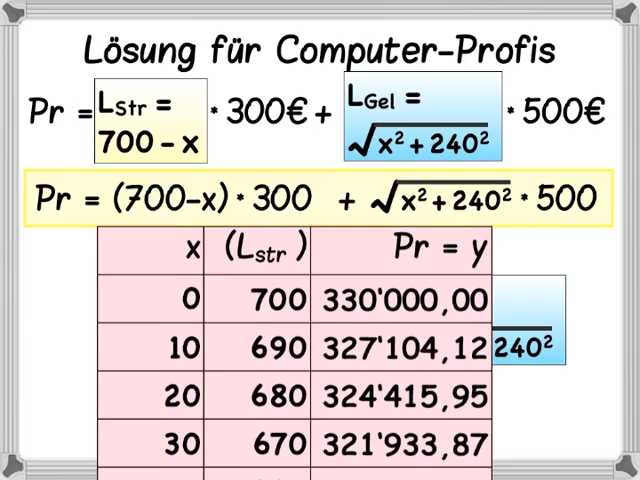 Lösung für Computer-Profis
Pr = LStr = 700 - x * 300€ + LGel = √x² + 240² * 500€
Pr = (700-x) * 300 + √x² + 240² * 500
x (Lstr ) Pr = y
0 700 330'000,00
10 690 327'104,12
240²
20 680 324'415,95
30 670 321'933,87